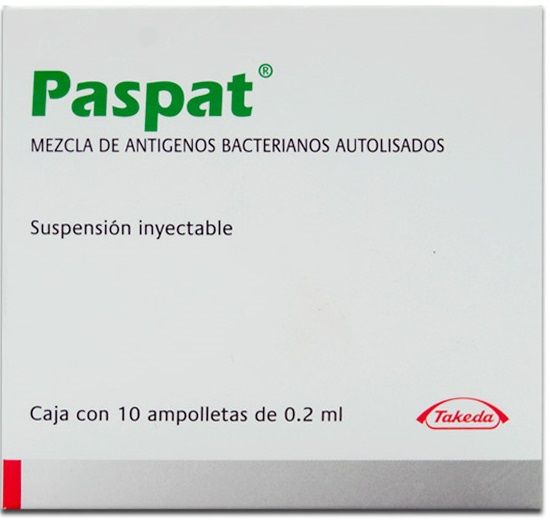 Paspat®
MEZCLA DE ANTIGENOS BACTERIANOS AUTOLISADOS
Suspensión inyectable
Caja con 10 ampolletas de 0.2 ml
Takeda